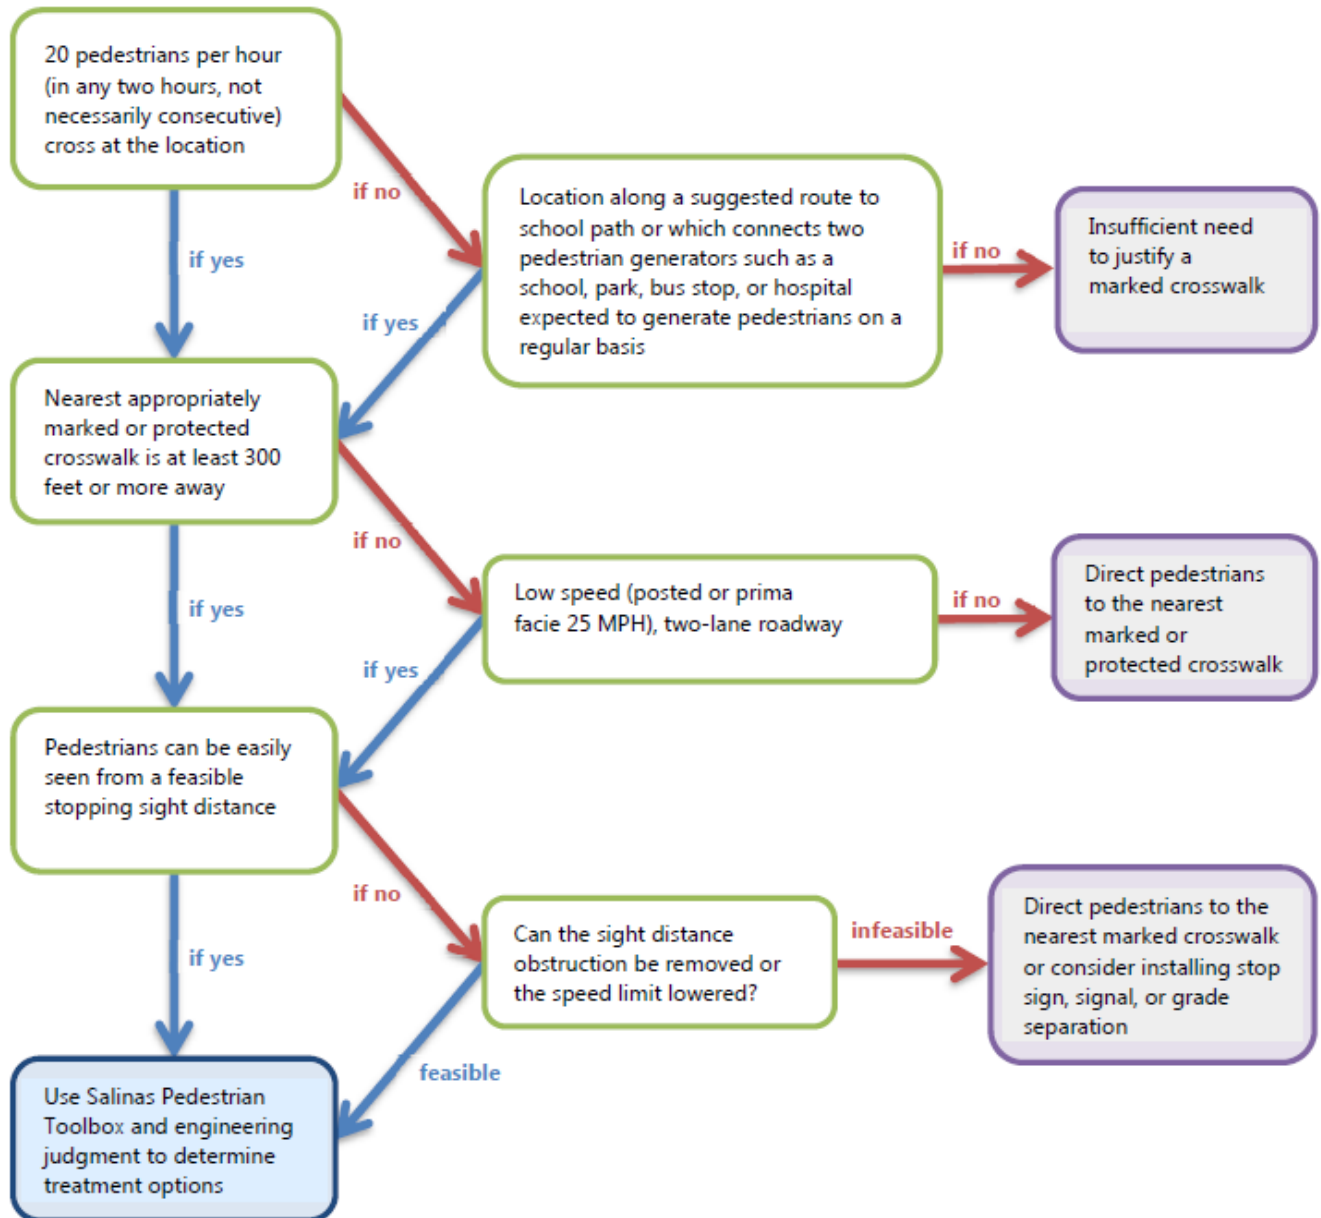 20 pedestrians per hour
(in any two hours, not
necessarily consecutive)
cross at the location
if no
if yes
Location along a suggested route to
school path or which connects two
pedestrian generators such as a
school, park, bus stop, or hospital
expected to generate pedestrians on a
regular basis
if no
Insufficient need
to justify a
marked crosswalk
if yes
Nearest appropriately
marked or protected
crosswalk is at least 300
feet or more away
if no
if yes
Low speed (posted or prima
facie 25 MPH), two-lane roadway
if no
Direct pedestrians
to the nearest
marked or
protected crosswalk
if yes
Pedestrians can be easily
seen from a feasible
stopping sight distance
if no
if yes
Can the sight distance
obstruction be removed or
the speed limit lowered?
infeasible
Direct pedestrians to the
nearest marked crosswalk
or consider installing stop
sign, signal, or grade
separation
feasible
Use Salinas Pedestrian
Toolbox and engineering
judgment to determine
treatment options